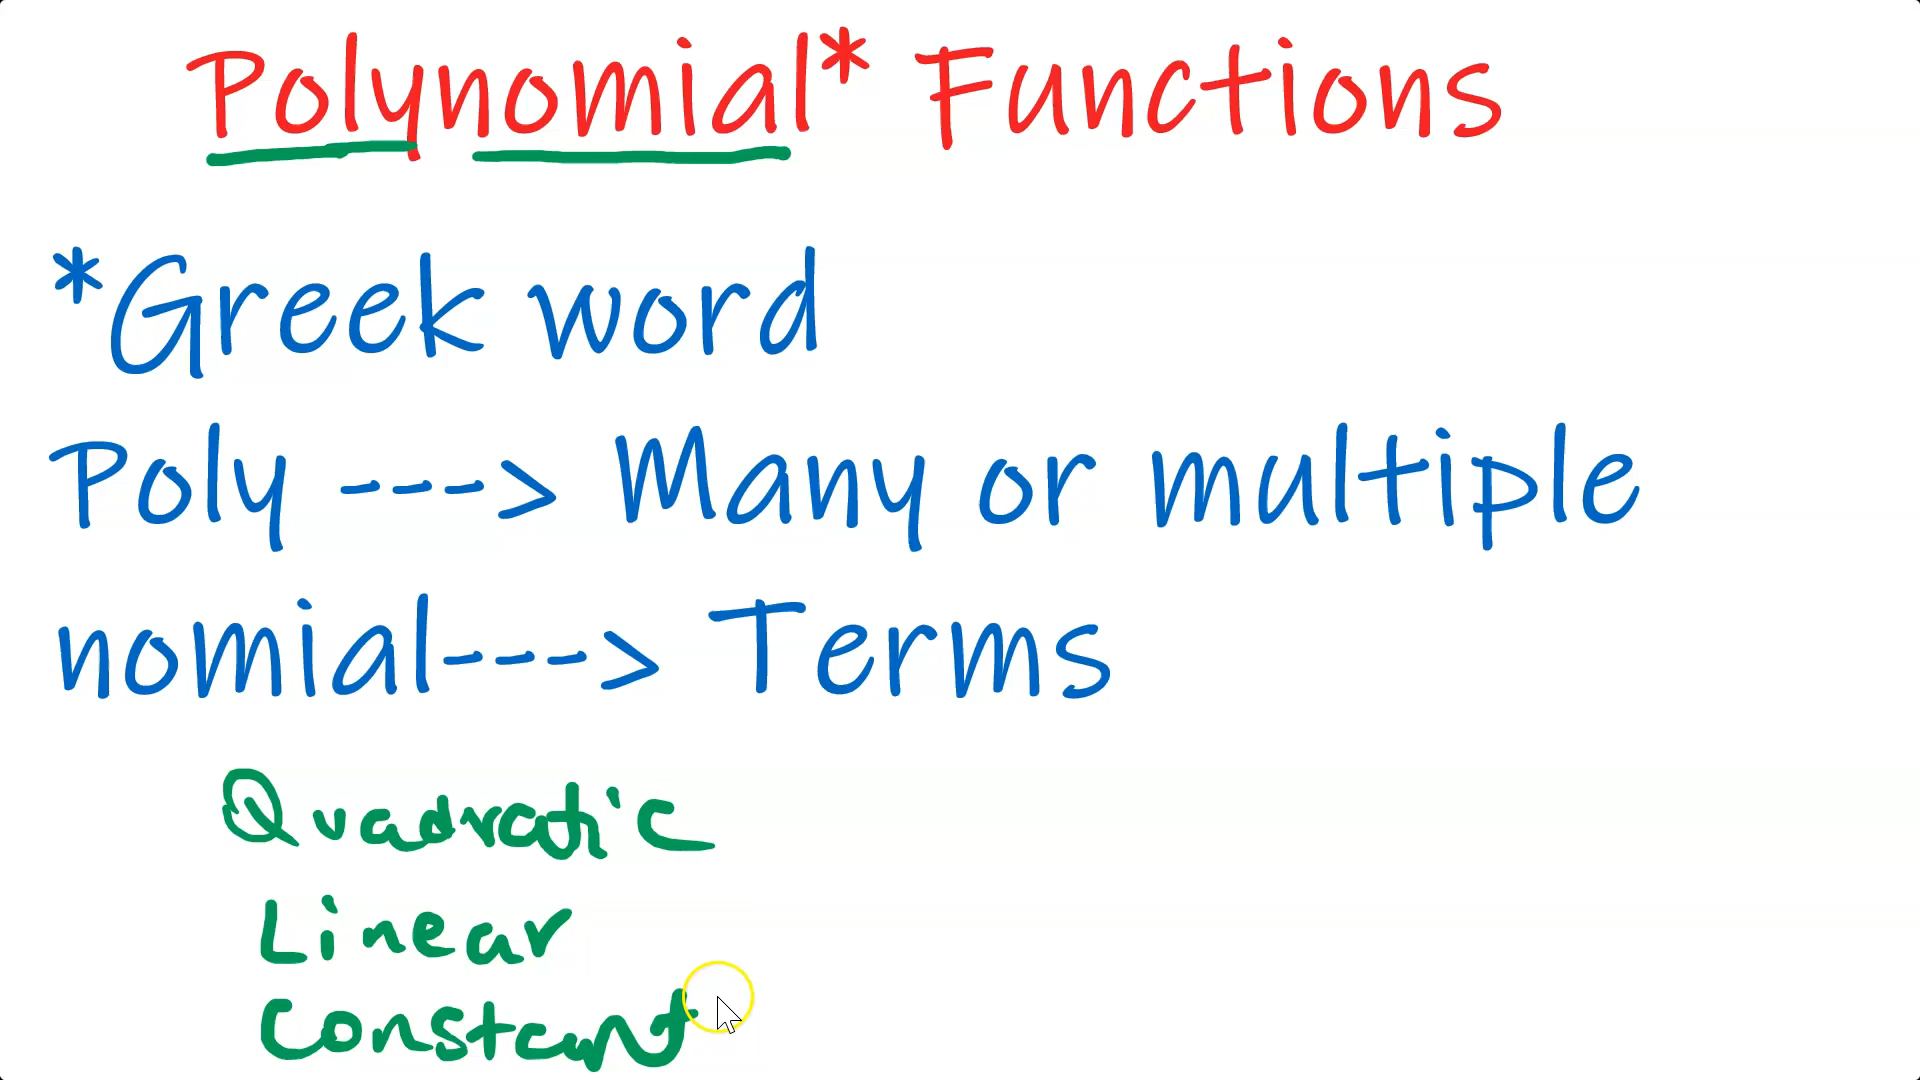 Polynomial* Functions
*Greek word
Poly ---> Many or multiple
nomial---> Terms
Quadratic
Linear
Constant